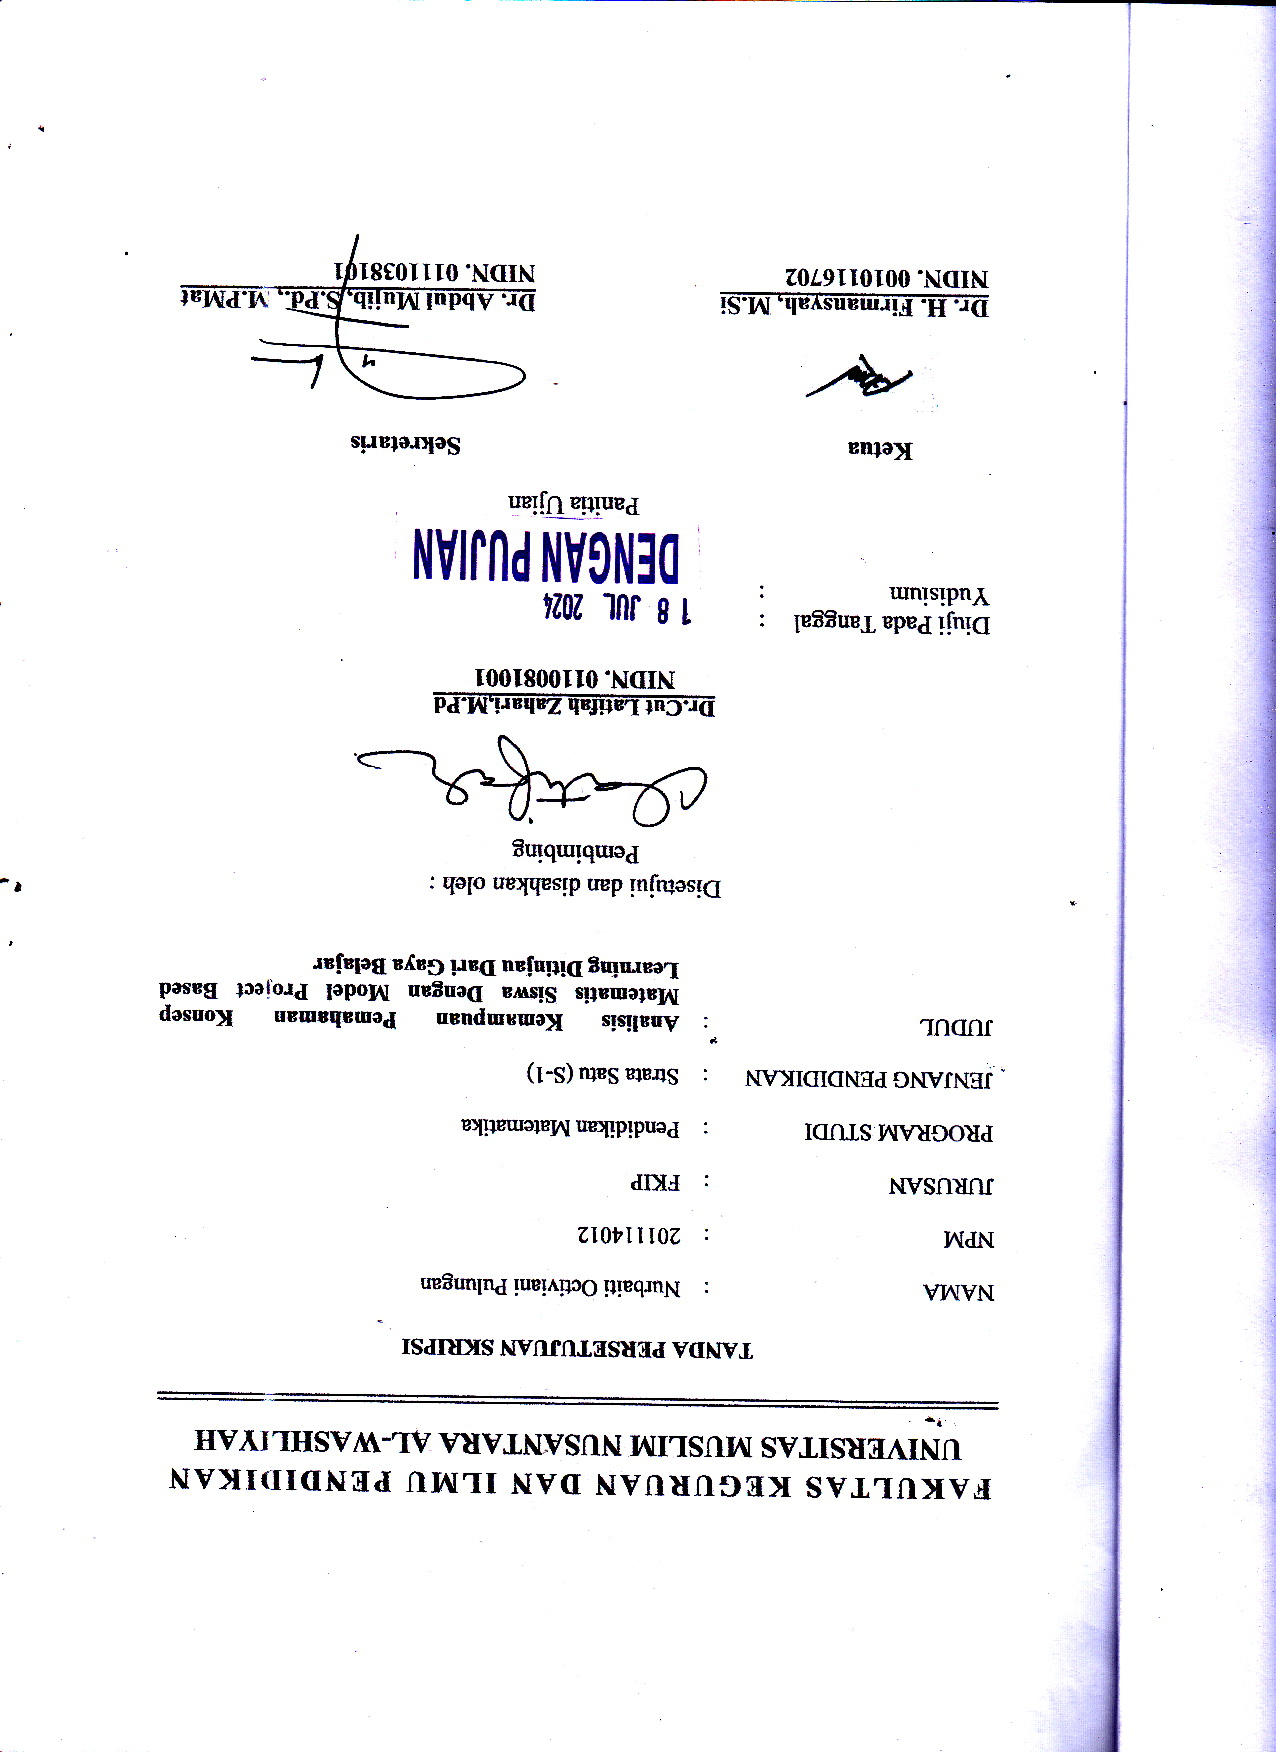 FAKULTAS KEGURUAN DAN ILMU PENDIDIKAN
UNIVERSITAS MUSLIM NUSANTARA AL-WASHLIYAH
TANDA PERSETUJUAN SKRIPSI
NAMA : Nurbaiti Octiviani Pulungan
NPM : 201114012
JURUSAN : FKIP
PROGRAM STUDI : Pendidikan Matematika
JENJANG PENDIDIKAN : Strata Satu (S-1)
JUDUL : Analisis Kemampuan Pemahaman Konsep
Matematis Siswa Dengan Model Project Based
Learning Ditinjau Dari Gaya Belajar
Disetujui dan disahkan oleh :
Pembimbing
Dr.Cut Latifah Zahari,M.Pd
NIDN. 0110081001
Diuji Pada Tanggal : 18 JUL 2024
Yudisium : DENGAN PUJIAN
Panitia Ujian
Ketua Sekretaris
Dr. H. Firmansyah, M.Si Dr. Abdul Mujib, S.Pd., M.PMat
NIDN. 0010116702 NIDN. 0111038101